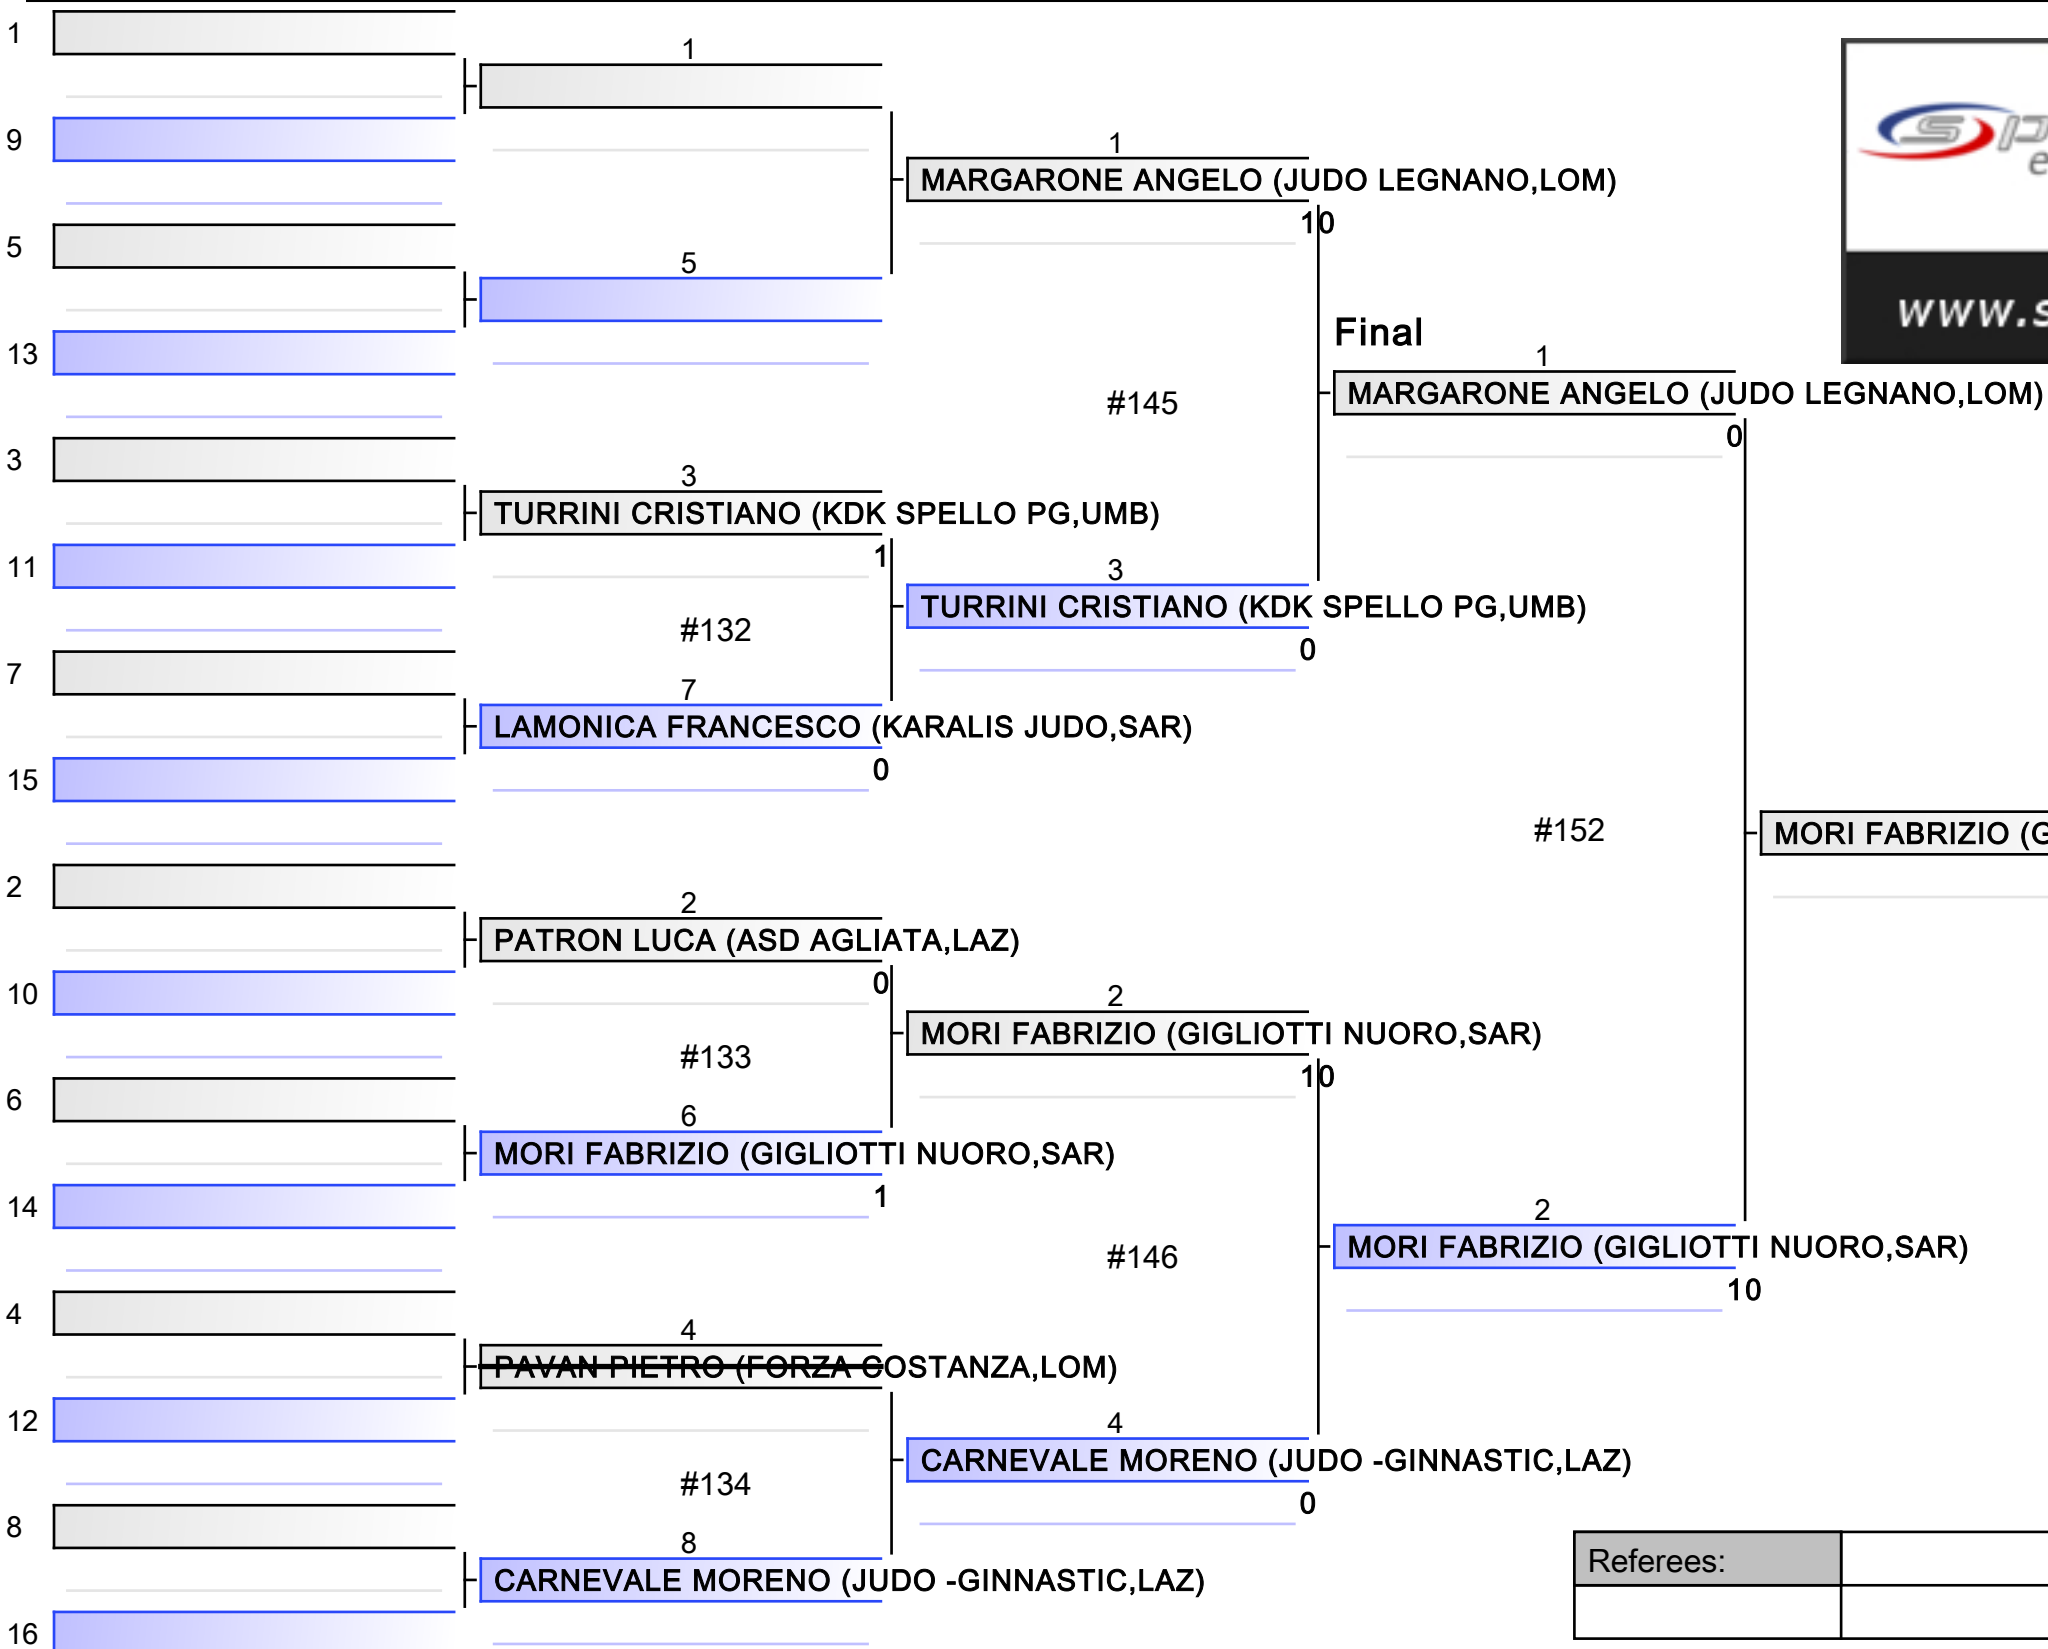 1
1
9
1
MARGARONE ANGELO (JUDO LEGNANO,LOM)
10
5
5
13
Final
1
MARGARONE ANGELO (JUDO LEGNANO,LOM)
0
#145
3
3
TURRINI CRISTIANO (KDK SPELLO PG,UMB)
1
11
3
TURRINI CRISTIANO (KDK SPELLO PG,UMB)
0
#132
7
7
LAMONICA FRANCESCO (KARALIS JUDO,SAR)
0
15
#152
MORI FABRIZIO (G
2
2
PATRON LUCA (ASD AGLIATA,LAZ)
0
10
2
MORI FABRIZIO (GIGLIOTTI NUORO,SAR)
10
#133
6
6
MORI FABRIZIO (GIGLIOTTI NUORO,SAR)
1
14
2
MORI FABRIZIO (GIGLIOTTI NUORO,SAR)
10
#146
4
4
PAVAN PIETRO (FORZA COSTANZA,LOM)
12
4
CARNEVALE MORENO (JUDO -GINNASTIC,LAZ)
0
#134
8
8
CARNEVALE MORENO (JUDO -GINNASTIC,LAZ)
16
Referees:
www.s